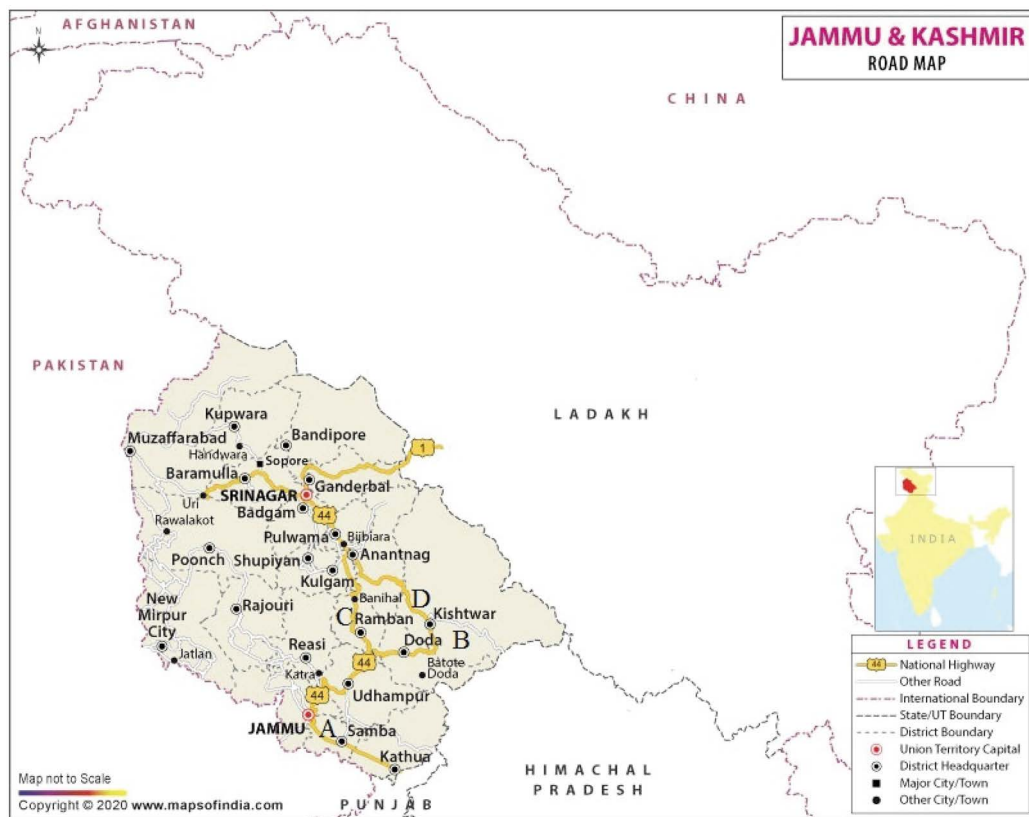 AFGHANISTAN
N
JAMMU & KASHMIR
ROAD MAP
CHINA
PAKISTAN
LADAKH
Kupwara
Muzaffarabad
Bandipore
Handwara
Sopore
1
Baramulla
Ganderbal
Uri
SRINAGAR
Badgam
44
Rawalakot
Pulwama
Bijbiara
Poonch
Shupiyan
Anantnag
Kulgam
New
Mirpur
City
Banihal
D
Rajouri
C
Kishtwar
Ramban
B
Doda
Jatlan
Reasi
44
Batote
Doda
Katra
44
Udhampur
JAMMU
A
Samba
Kathua
INDIA
LEGEND
44 National Highway
Other Road
International Boundary
State/UT Boundary
District Boundary
Union Territory Capital
District Headquarter
Major City/Town
Other City/Town
HIMACHAL
PRADESH
PUNJAB
Map not to Scale
Copyright © 2020 www.mapsofindia.com